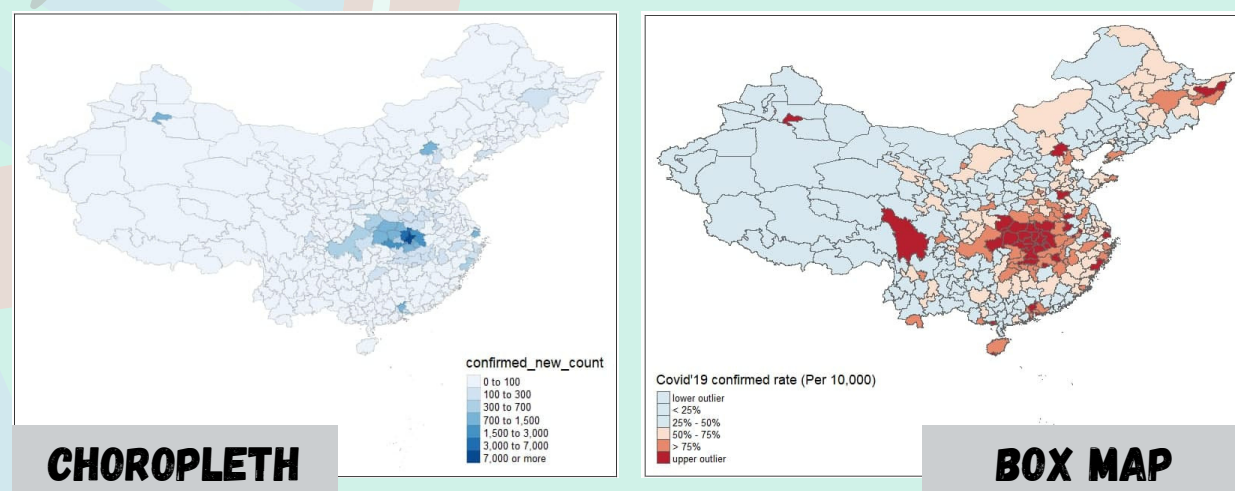 confirmed_new_count
0 to 100
100 to 300
300 to 700
700 to 1,500
1,500 to 3,000
3,000 to 7,000
7,000 or more
CHOROPLETH
Covid'19 confirmed rate (Per 10,000)
lower outlier
< 25%
25% - 50%
50% - 75%
> 75%
upper outlier
BOX MAP